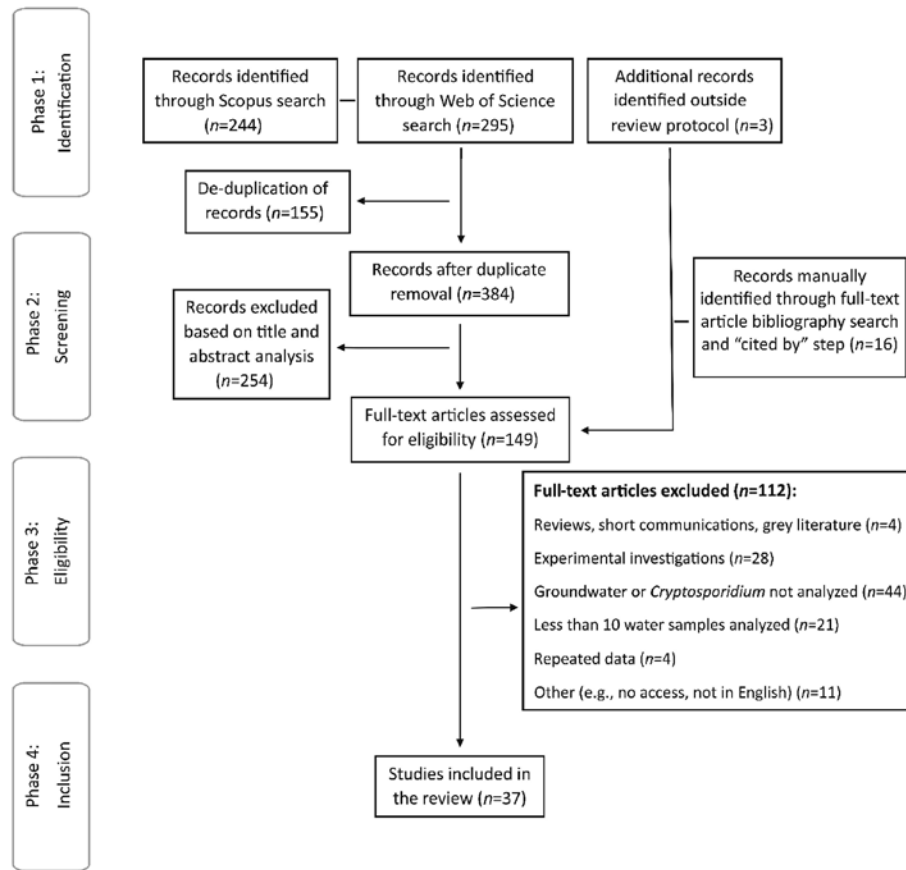 Phase 1:
Identification
Records identified
through Scopus search
(n=244)
Records identified
through Web of Science
search (n=295)
Additional records
identified outside
review protocol (n=3)
De-duplication of
records (n=155)
Phase 2:
Screening
Records after duplicate
removal (n=384)
Records manually
identified through full-text
article bibliography search
and “cited by” step (n=16)
Records excluded
based on title and
abstract analysis
(n=254)
Full-text articles assessed
for eligibility (n=149)
Phase 3:
Eligibility
Full-text articles excluded (n=112):
Reviews, short communications, grey literature (n=4)
Experimental investigations (n=28)
Groundwater or Cryptosporidium not analyzed (n=44)
Less than 10 water samples analyzed (n=21)
Repeated data (n=4)
Other (e.g., no access, not in English) (n=11)
Phase 4:
Inclusion
Studies included in
the review (n=37)